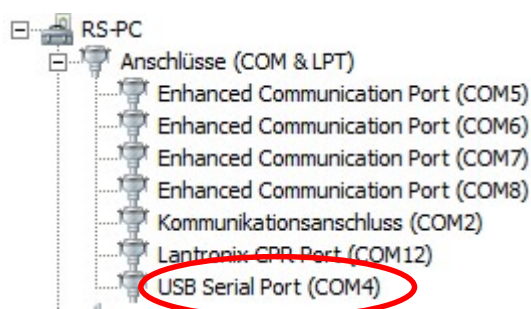 RS-PC
Anschlüsse (COM & LPT)
Enhanced Communication Port (COM5)
Enhanced Communication Port (COM6)
Enhanced Communication Port (COM7)
Enhanced Communication Port (COM8)
Kommunikationsanschluss (COM2)
Lantronix CPR Port (COM12)
USB Serial Port (COM4)